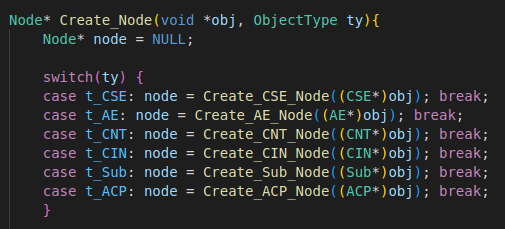 Node* Create_Node(void *obj, ObjectType ty){
    Node* node = NULL;

    switch(ty) {
    case t_CSE: node = Create_CSE_Node((CSE*)obj); break;
    case t_AE: node = Create_AE_Node((AE*)obj); break;
    case t_CNT: node = Create_CNT_Node((CNT*)obj); break;
    case t_CIN: node = Create_CIN_Node((CIN*)obj); break;
    case t_Sub: node = Create_Sub_Node((Sub*)obj); break;
    case t_ACP: node = Create_ACP_Node((ACP*)obj); break;
    }